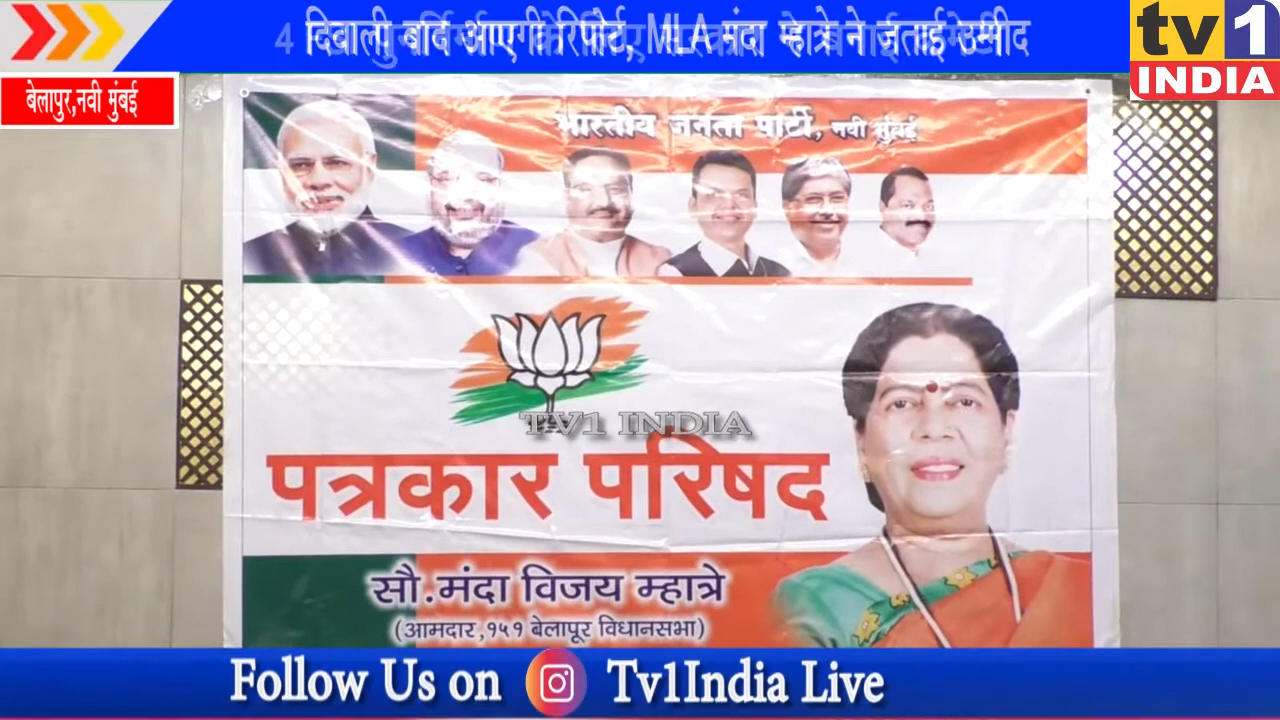 दिवाली बाद आएगी रिपोर्ट, MLA मंदा म्हात्रे ने जताई उम्मीद
tv1
INDIA
बेलापुर,नवी मुंबई
भारतीय जनता पार्टी, नवी मुंबई
TV1 INDIA
पत्रकार परिषद
सौ.मंदा विजय म्हात्रे
(आमदार,१५१ बेलापूर विधानसभा)
Follow Us on Tv1India Live